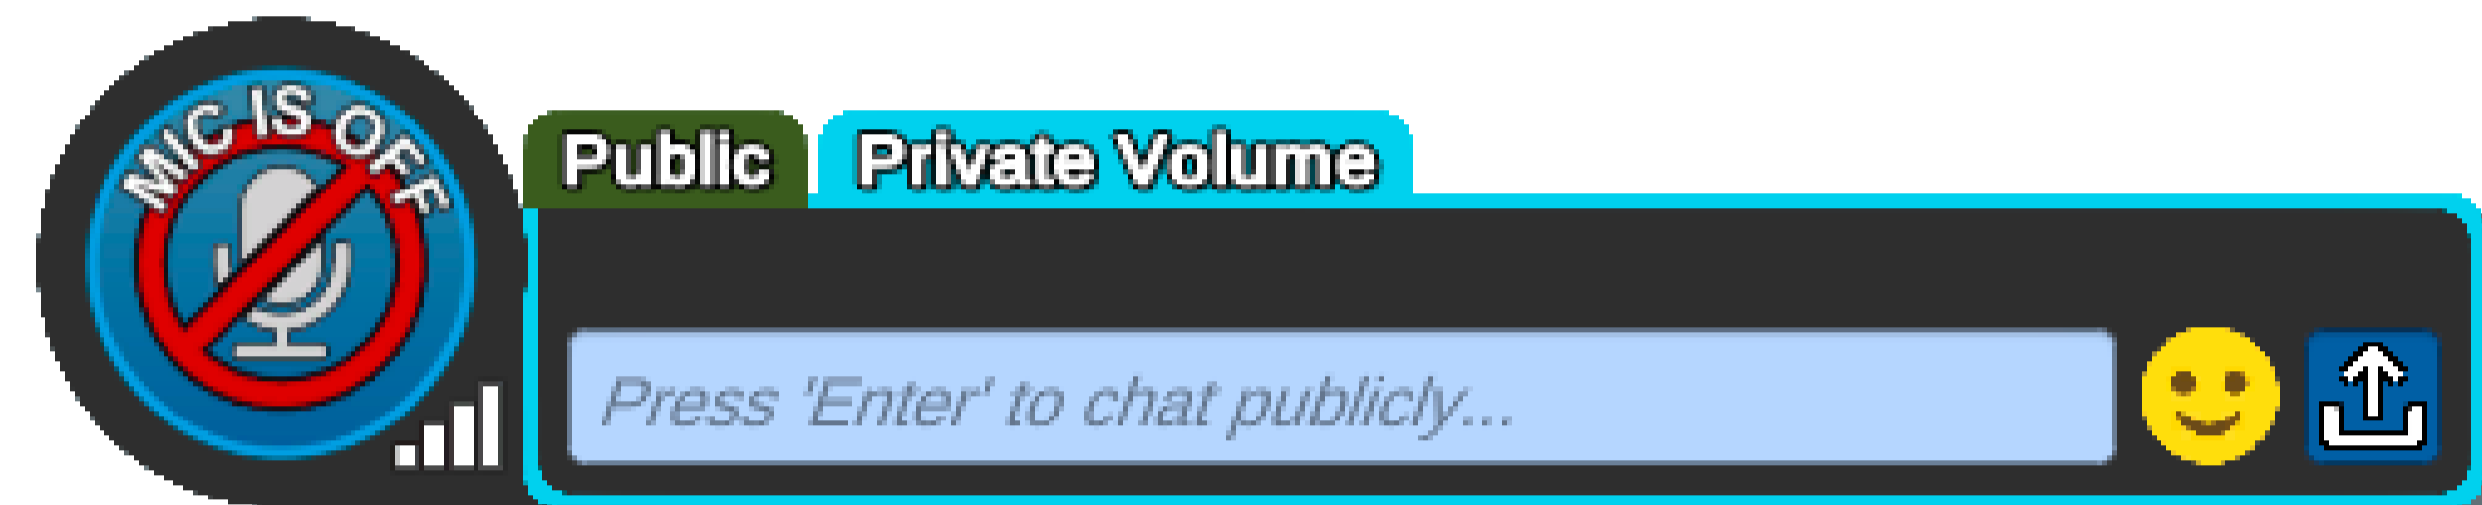 MIC IS OFF
Public
Private Volume
Press 'Enter' to chat publicly...